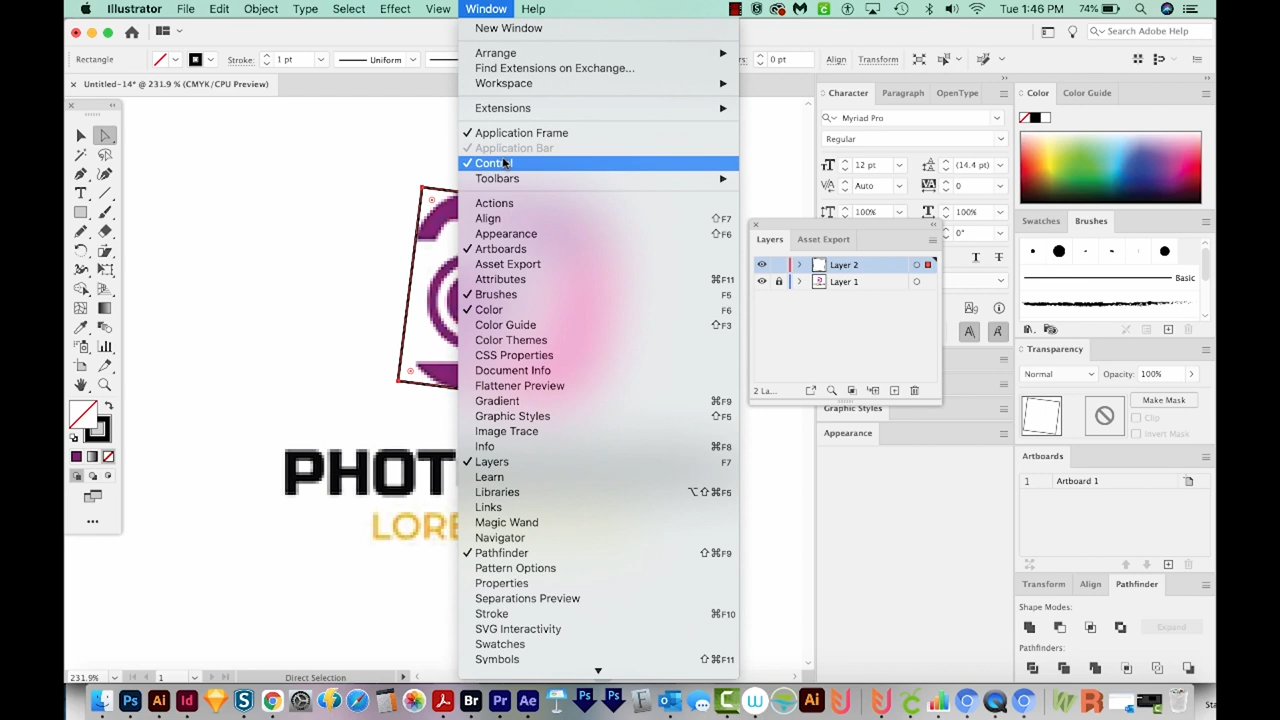 Illustrator File Edit Object Type Select Effect View Window Help 74% Tu 1:46 PM
New Window
Search Adobe Help
Rectangle Stroke: 1 pt Uniform 0 pt Align Transform
Arrange
Find Extensions on Exchange...
Workspace
Untitled-14* @ 231.9 % (CMYK/CPU Preview)
Extensions
Application Frame
Application Bar
Control
Toolbars
Actions
Align ⇧F7
Appearance ⇧F6
Artboards
Asset Export
Attributes ⌘F11
Brushes F5
Color F6
Color Guide ⇧F3
Color Themes
CSS Properties
Document Info
Flattener Preview
Gradient ⌘F9
Graphic Styles ⇧F5
Image Trace
Info ⌘F8
Layers F7
Learn
Libraries ⌥⇧⌘F5
Links
Magic Wand
Navigator
Pathfinder ⇧⌘F9
Pattern Options
Properties
Separations Preview
Stroke ⌘F10
SVG Interactivity
Swatches
Symbols ⇧⌘F11
PHOT
LORE
Character Paragraph OpenType
Myriad Pro
Regular
12 pt (14.4 pt)
Auto 0
100% 100%
0°
Layers Asset Export
Layer 2
Layer 1
2 La...
Graphic Styles
Appearance
Color Color Guide
Swatches Brushes
Basic
Transparency
Normal Opacity: 100%
Make Mask
Clip
Invert Mask
Artboards
1 Artboard 1
Transform Align Pathfinder
Shape Modes:
Expand
Pathfinders:
231.9% 1 Direct Selection